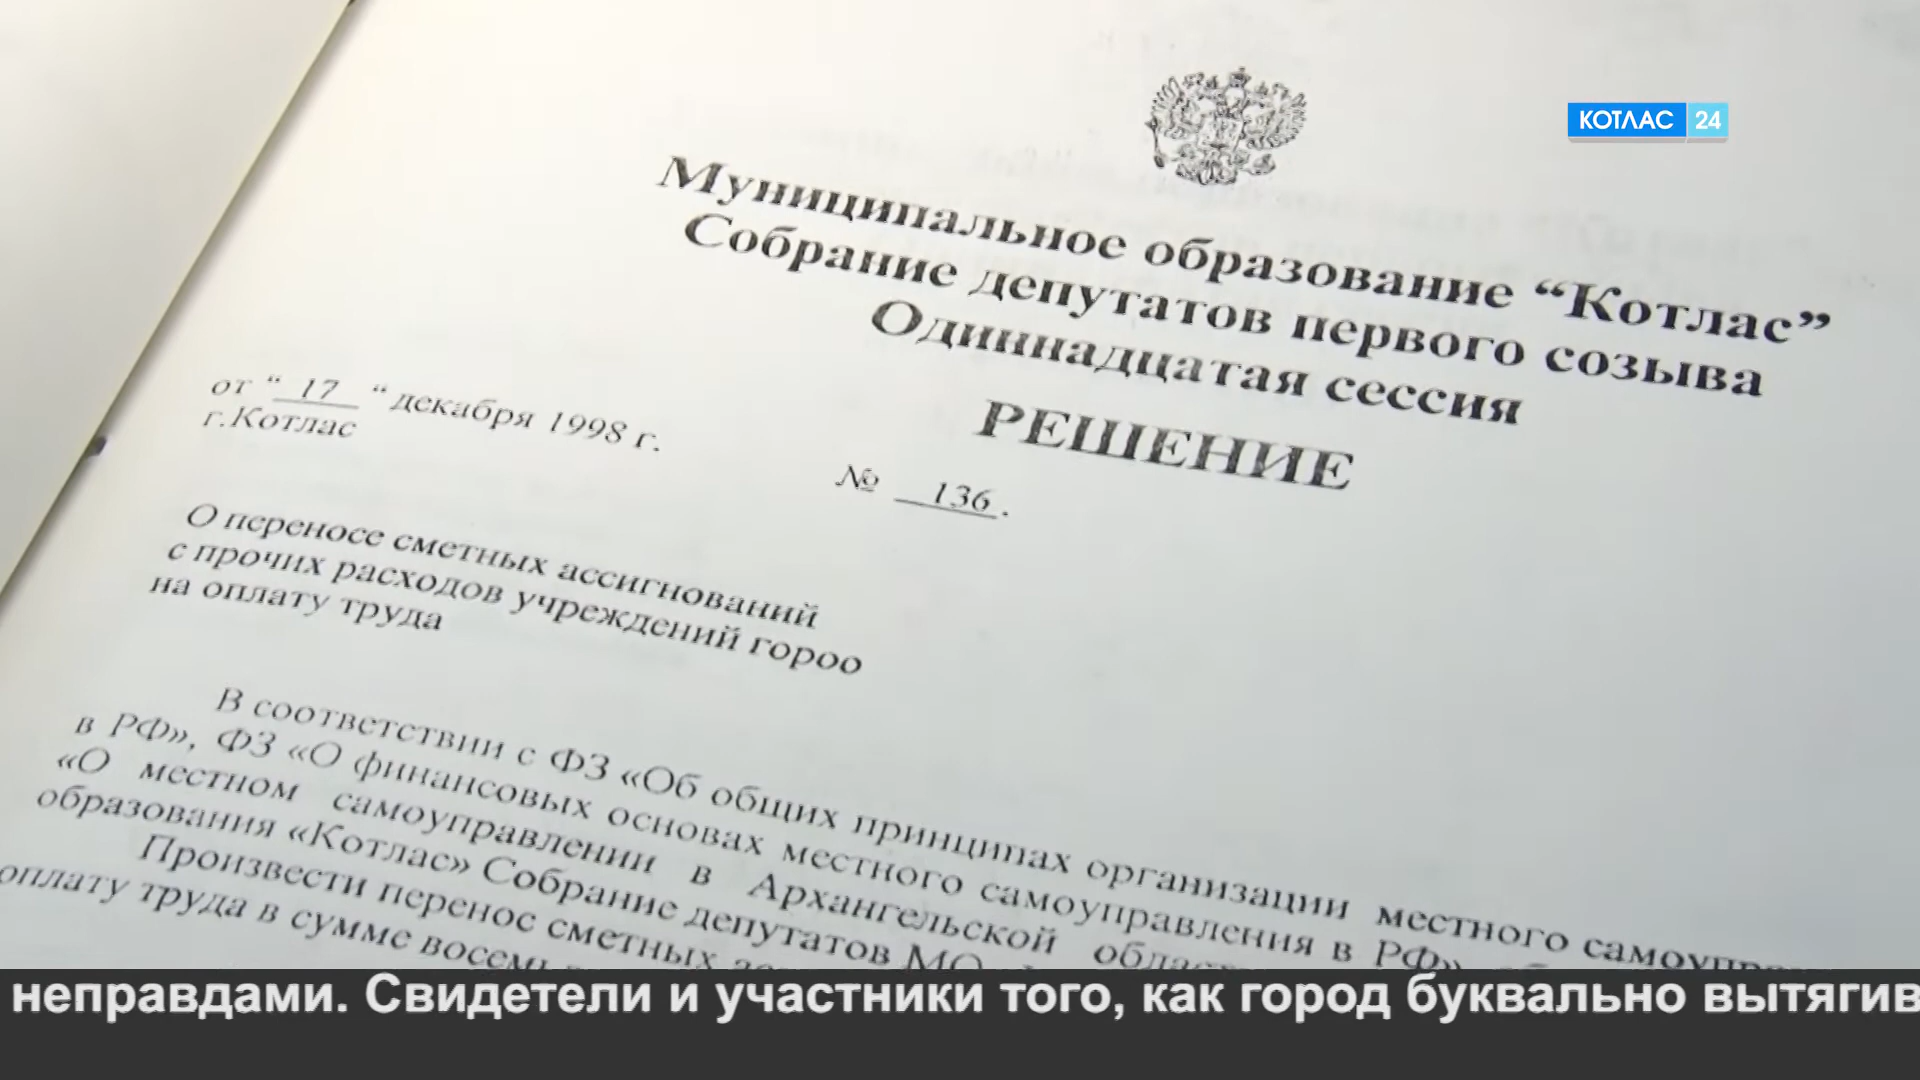 КОТЛАС 24
Муниципальное образование “Котлас”
Собрание депутатов первого созыва
Одиннадцатая сессия
РЕШЕНИЕ
от “ 17 “ декабря 1998 г.
г.Котлас
№ 136.
О переносе сметных ассигнований
с прочих расходов учреждений гороо
на оплату труда
В соответствии с ФЗ «Об общих принципах организации местного
в РФ», ФЗ «О финансовых основах местного самоуправления в РФ»,
«О местном самоуправлении в Архангельской
образования «Котлас» Собрание депутатов МО
Произвести перенос сметных
оплату труда в сумме
неправдами. Свидетели и участники того, как город буквально вытягив